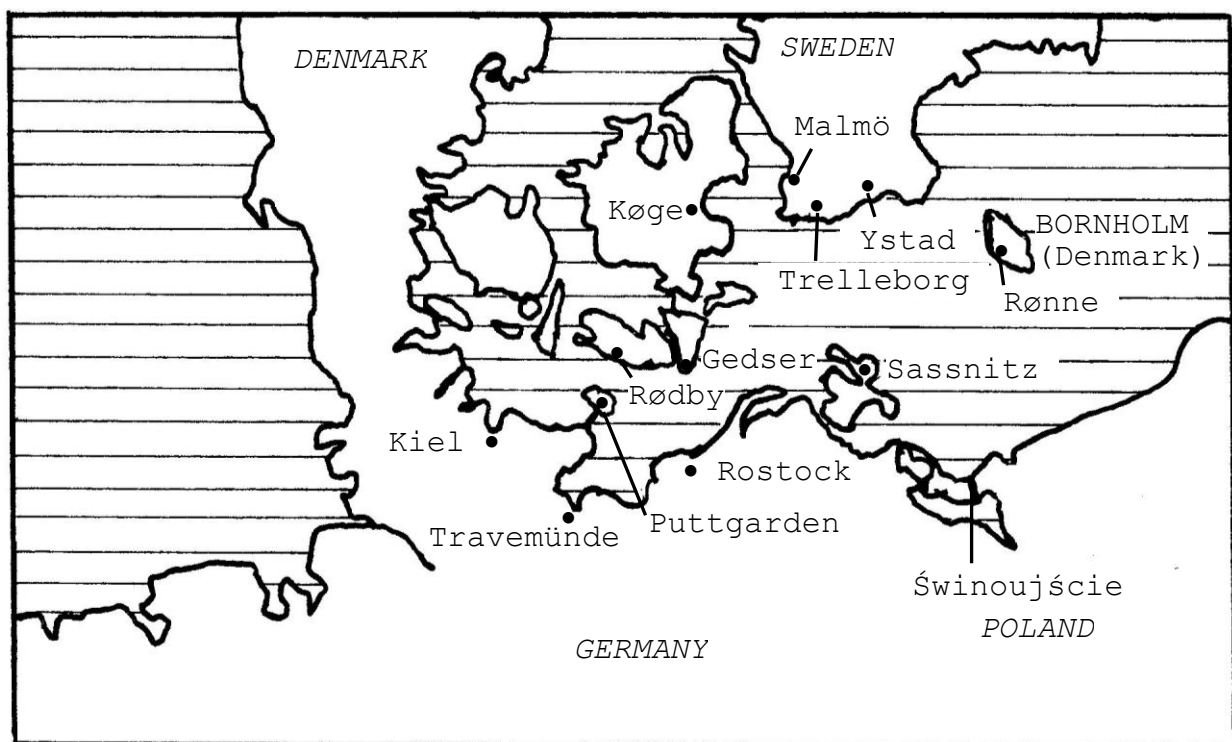 DENMARK
SWEDEN
Malmö
Køge
Ystad
BORNHOLM
(Denmark)
Trelleborg
Rønne
Gedser
Sassnitz
Rødby
Kiel
Rostock
Puttgarden
Travemünde
Świnoujście
POLAND
GERMANY